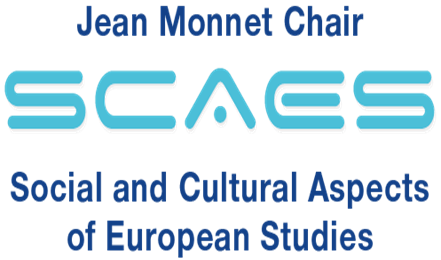 Jean Monnet Chair
SCAES
Social and Cultural Aspects
of European Studies